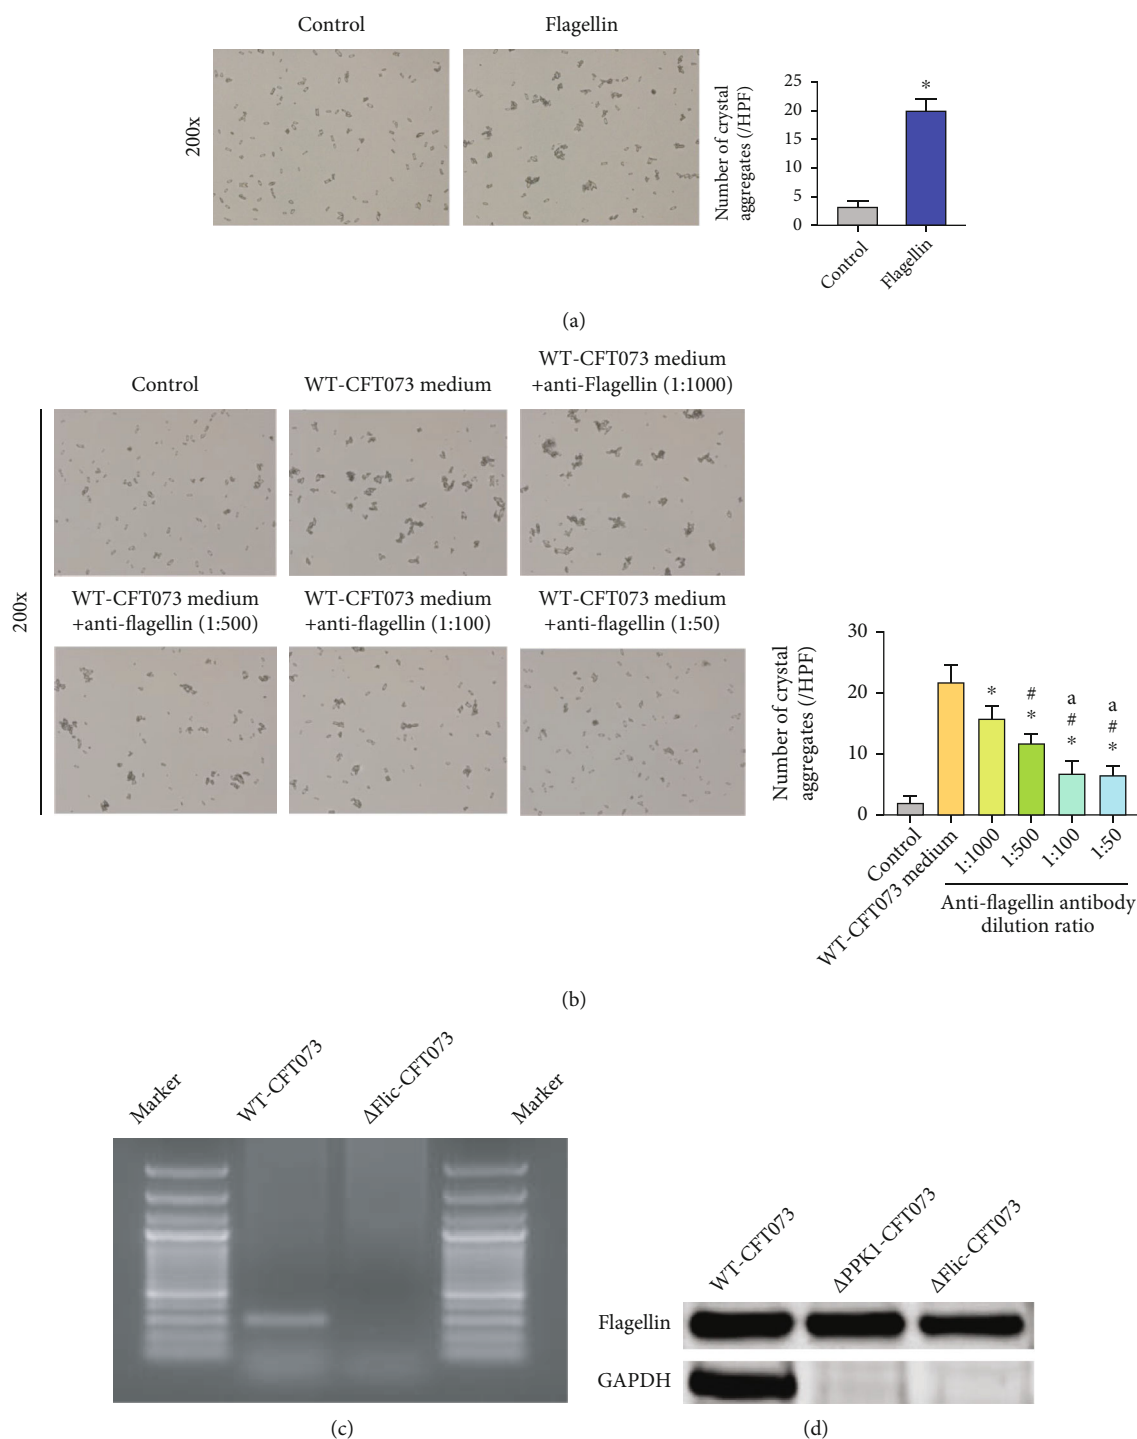 Control
Flagellin
200x
Number of crystal
aggregates (/HPF)
25
20
15
10
5
0
*
Control
Flagellin
(a)
Control
WT-CFT073 medium
WT-CFT073 medium
+anti-Flagellin (1:1000)
200x
WT-CFT073 medium
+anti-flagellin (1:500)
WT-CFT073 medium
+anti-flagellin (1:100)
WT-CFT073 medium
+anti-flagellin (1:50)
Number of crystal
aggregates (/HPF)
30
20
10
0
*
#
*
a
#
*
a
#
*
Control
WT-CFT073 medium
1:1000
1:500
1:100
1:50
Anti-flagellin antibody
dilution ratio
(b)
Marker
WT-CFT073
ΔFlic-CFT073
Marker
(c)
WT-CFT073
ΔPPK1-CFT073
ΔFlic-CFT073
Flagellin
GAPDH
(d)